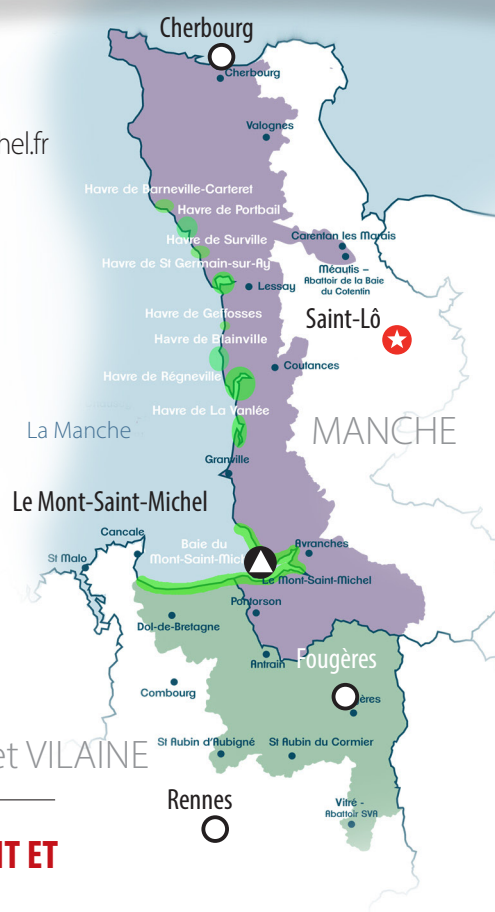 Cherbourg
Cherbourg
Valognes
hel.fr
Havre de Barneville-Carteret
Havre de Portbail
Havre de Surville
Carentan les Marais
Havre de St Germain-sur-Ay
Méautis –
Abattoir de la Baie
du Cotentin
Lessay
Havre de Geffosses
Saint-Lô
Havre de Blainville
Coutances
Havre de Régneville
Havre de La Vanlée
La Manche
MANCHE
Granville
Le Mont-Saint-Michel
Cancale
Baie du
Mont-Saint-Mich
Avranches
St Malo
Le Mont-Saint-Michel
Pontorson
Dol-de-Bretagne
Antrain
Fougères
Combourg
ères
St Aubin d'Aubigné
St Aubin du Cormier
et VILAINE
Rennes
Vitré -
Abattoir SVA
IT ET